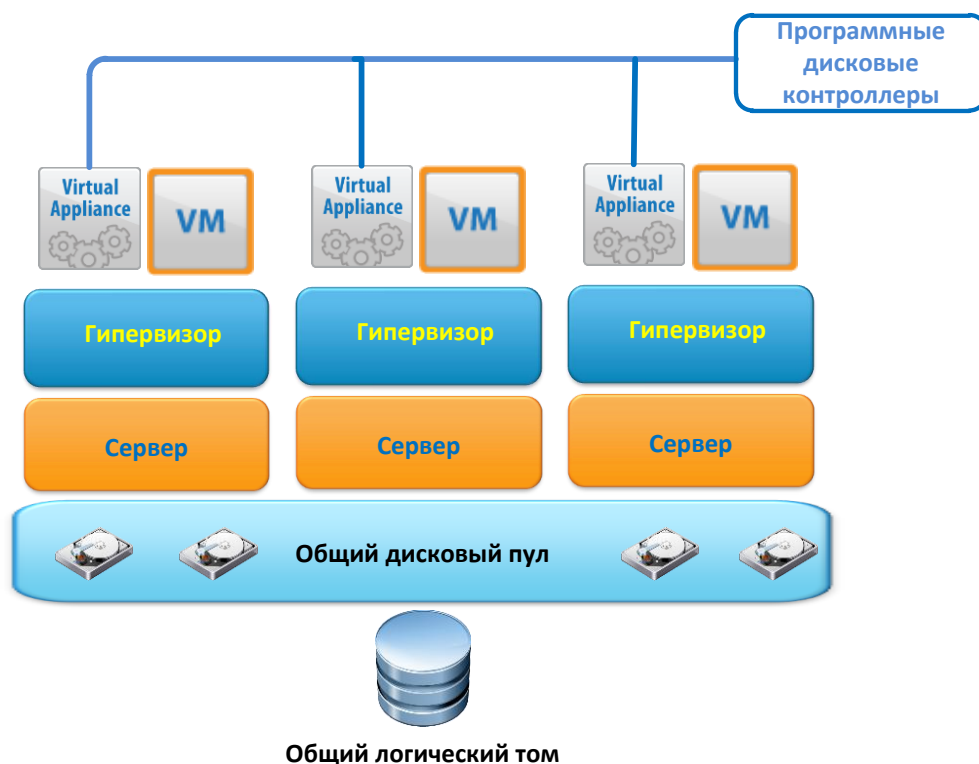 Программные
дисковые
контроллеры
Virtual
Appliance
VM
Virtual
Appliance
VM
Virtual
Appliance
VM
Гипервизор
Гипервизор
Гипервизор
Сервер
Сервер
Сервер
Общий дисковый пул
Общий логический том